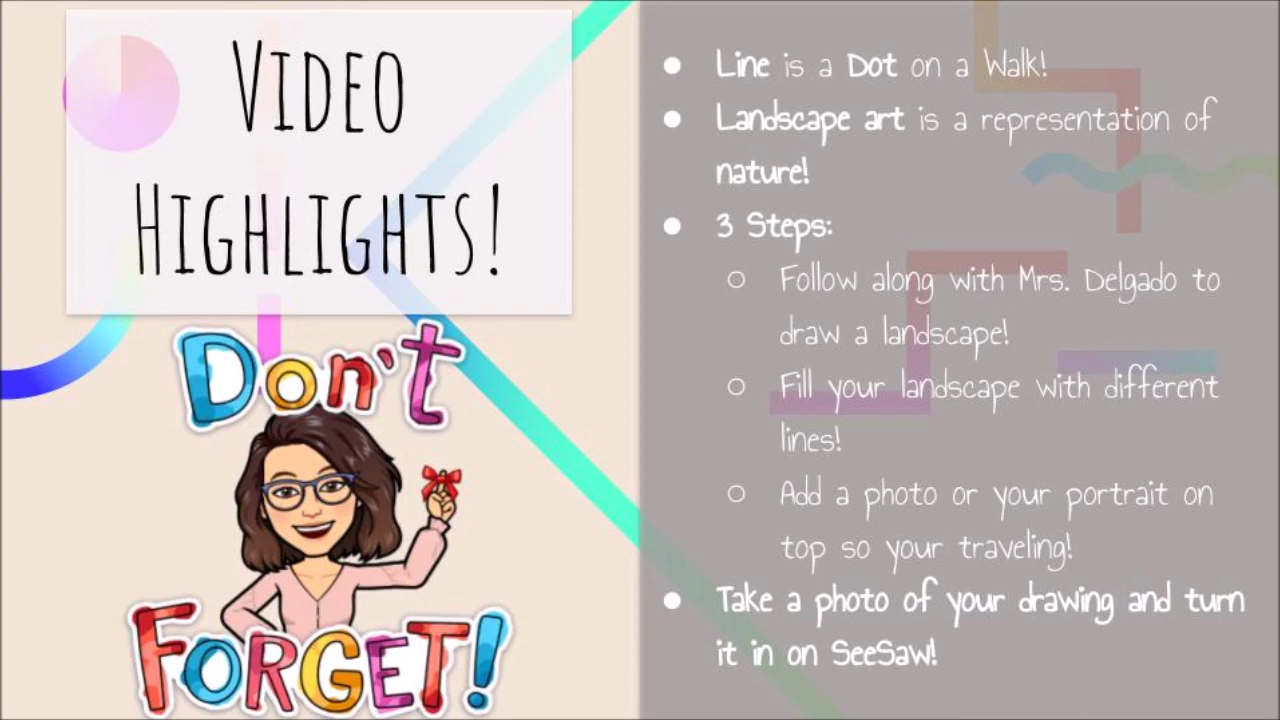 VIDEO
HIGHLIGHTS!
Don't
FORGET!
● Line is a Dot on a Walk!
● Landscape art is a representation of
nature!
● 3 Steps:
○ Follow along with Mrs. Delgado to
draw a landscape!
○ Fill your landscape with different
lines!
○ Add a photo or your portrait on
top so your traveling!
● Take a photo of your drawing and turn
it in on SeeSaw!